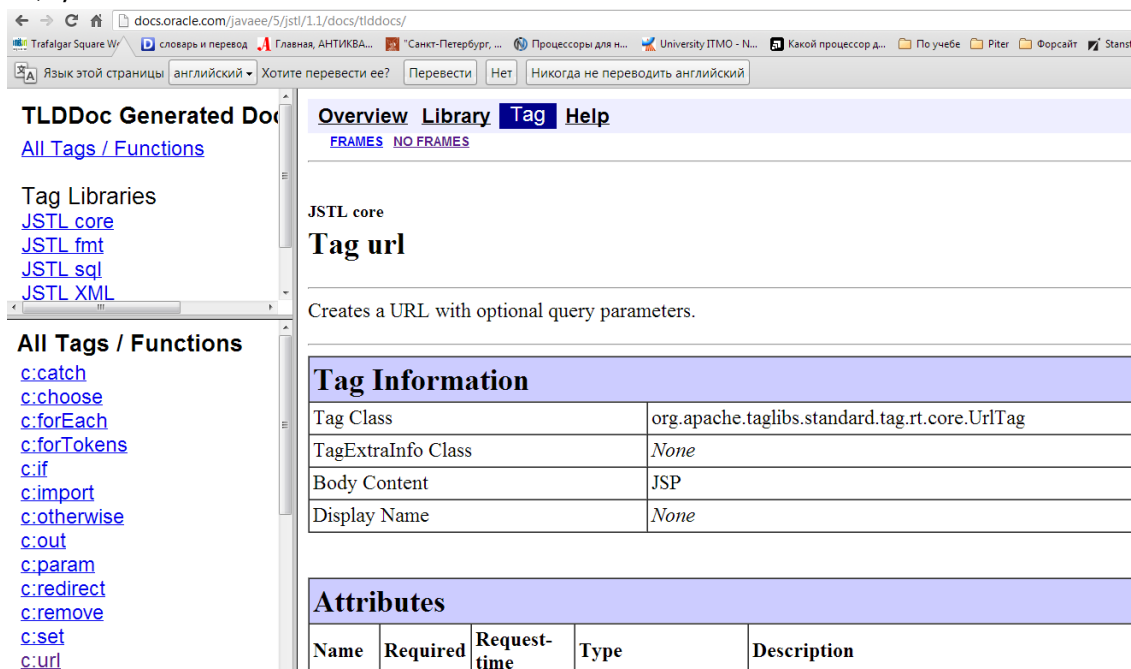 docs.oracle.com/javaee/5/jstl/1.1/docs/tlddocs/
Trafalgar Square W словарь и перевод Главная, АНТИКВА... "Санкт-Петербург, ... Процессоры для н... University ITMO - N... Какой процессор д... По учебе Piter Форсайт Stanst
Язык этой страницы английский Хотите перевести ее? Перевести Нет Никогда не переводить английский
TLDDoc Generated Doc
All Tags / Functions
Tag Libraries
JSTL core
JSTL fmt
JSTL sql
JSTL XML
All Tags / Functions
c:catch
c:choose
c:forEach
c:forTokens
c:if
c:import
c:otherwise
c:out
c:param
c:redirect
c:remove
c:set
c:url
Overview Library Tag Help
FRAMES NO FRAMES
JSTL core
Tag url
Creates a URL with optional query parameters.
Tag Information
Tag Class org.apache.taglibs.standard.tag.rt.core.UrlTag
TagExtraInfo Class None
Body Content JSP
Display Name None
Attributes
Name Required Request-time Type Description